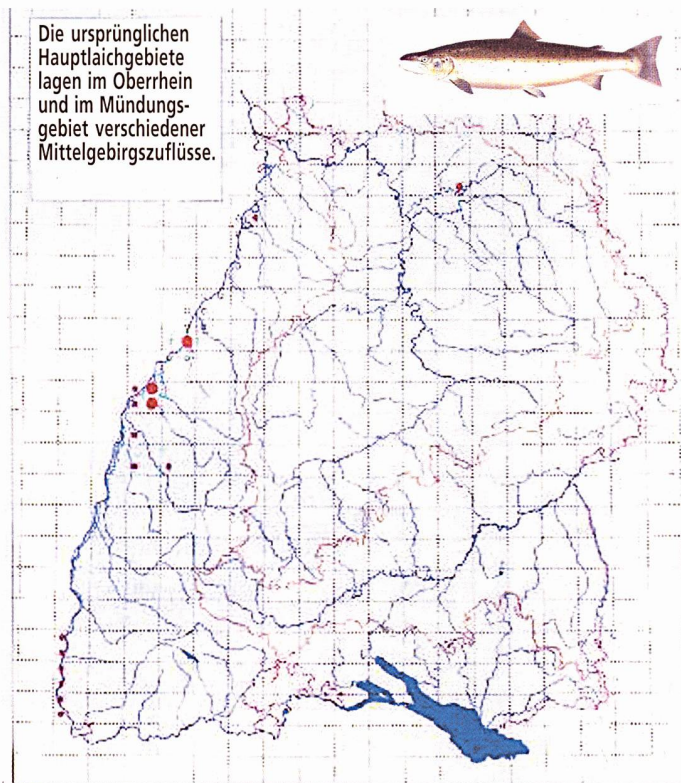 Die ursprünglichen
Hauptlaichgebiete
lagen im Oberrhein
und im Mündungs-
gebiet verschiedener
Mittelgebirgszuflüsse.